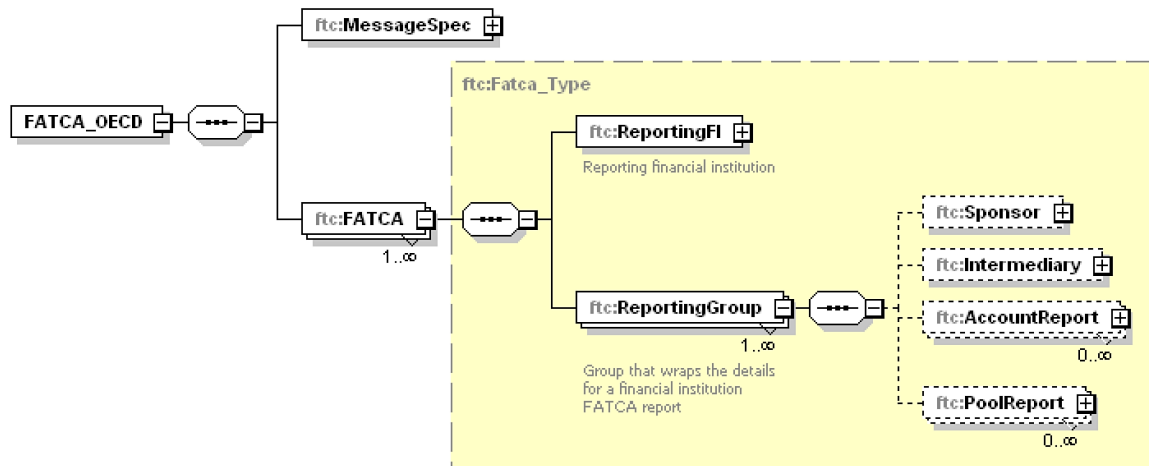 ftc:MessageSpec
ftc:Fatca_Type
FATCA_OECD
ftc:ReportingFI
Reporting financial institution
ftc:FATCA
1..∞
ftc:Sponsor
ftc:Intermediary
ftc:ReportingGroup
1..∞
ftc:AccountReport
0..∞
Group that wraps the details
for a financial institution
FATCA report
ftc:PoolReport
0..∞